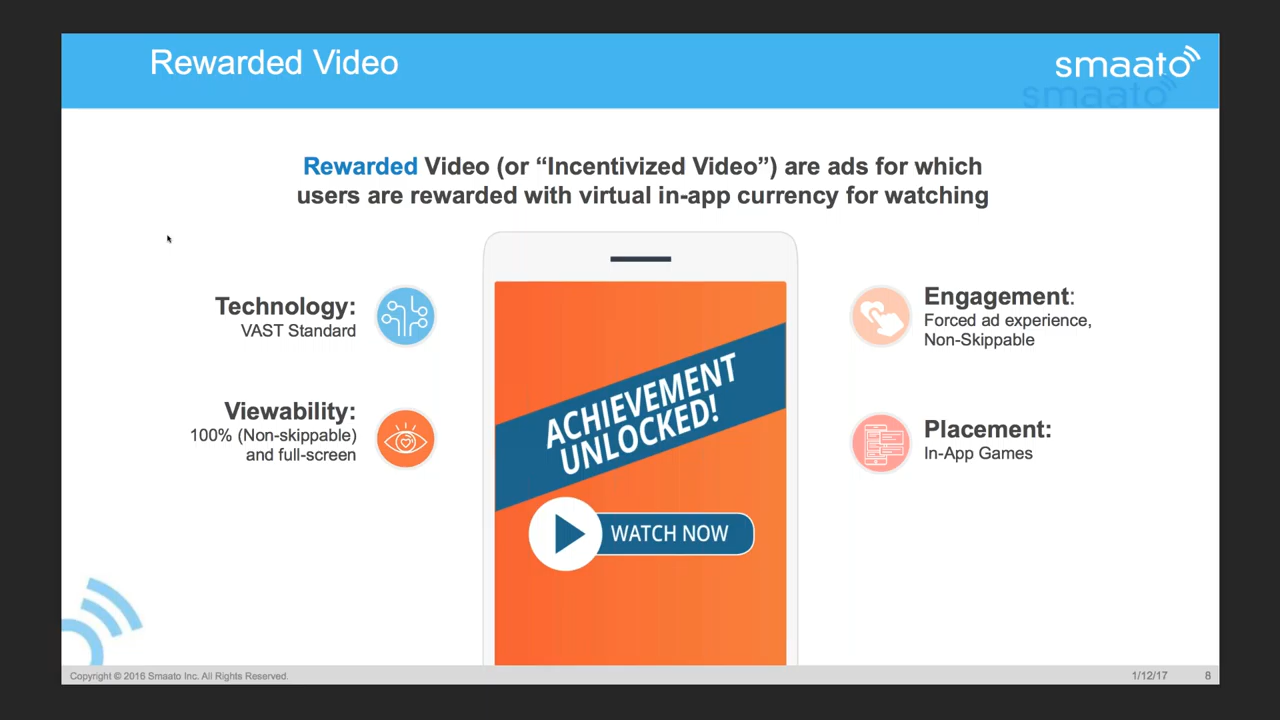 Rewarded Video
smaato
smaato
Rewarded Video (or “Incentivized Video”) are ads for which
users are rewarded with virtual in-app currency for watching
Technology:
VAST Standard
Viewability:
100% (Non-skippable)
and full-screen
ACHIEVEMENT
UNLOCKED!
WATCH NOW
Engagement:
Forced ad experience,
Non-Skippable
Placement:
In-App Games
Copyright © 2016 Smaato Inc. All Rights Reserved.
1/12/17
8